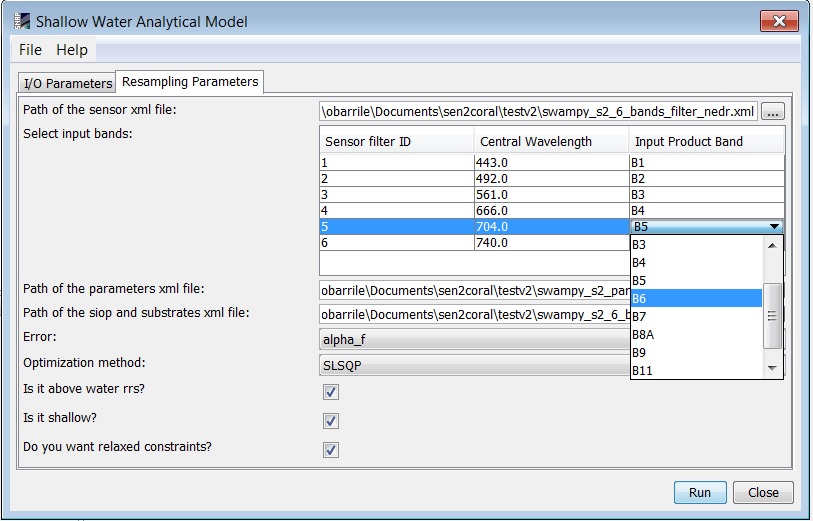 SNAP
Shallow Water Analytical Model
File Help
I/O Parameters Resampling Parameters
Path of the sensor xml file: \obarrile\Documents\sen2coral\testv2\swampy_s2_6_bands_filter_nedr.xml ...
Select input bands:
Sensor filter ID Central Wavelength Input Product Band
1 443.0 B1
2 492.0 B2
3 561.0 B3
4 666.0 B4
5 704.0 B5
6 740.0
B3
B4
B5
B6
B7
B8A
B9
B11
Path of the parameters xml file: obarrile\Documents\sen2coral\testv2\swampy_s2_par
Path of the siop and substrates xml file: obarrile\Documents\sen2coral\testv2\swampy_s2_6_b
Error: alpha_f
Optimization method: SLSQP
Is it above water rrs?
Is it shallow?
Do you want relaxed constraints?
Run Close